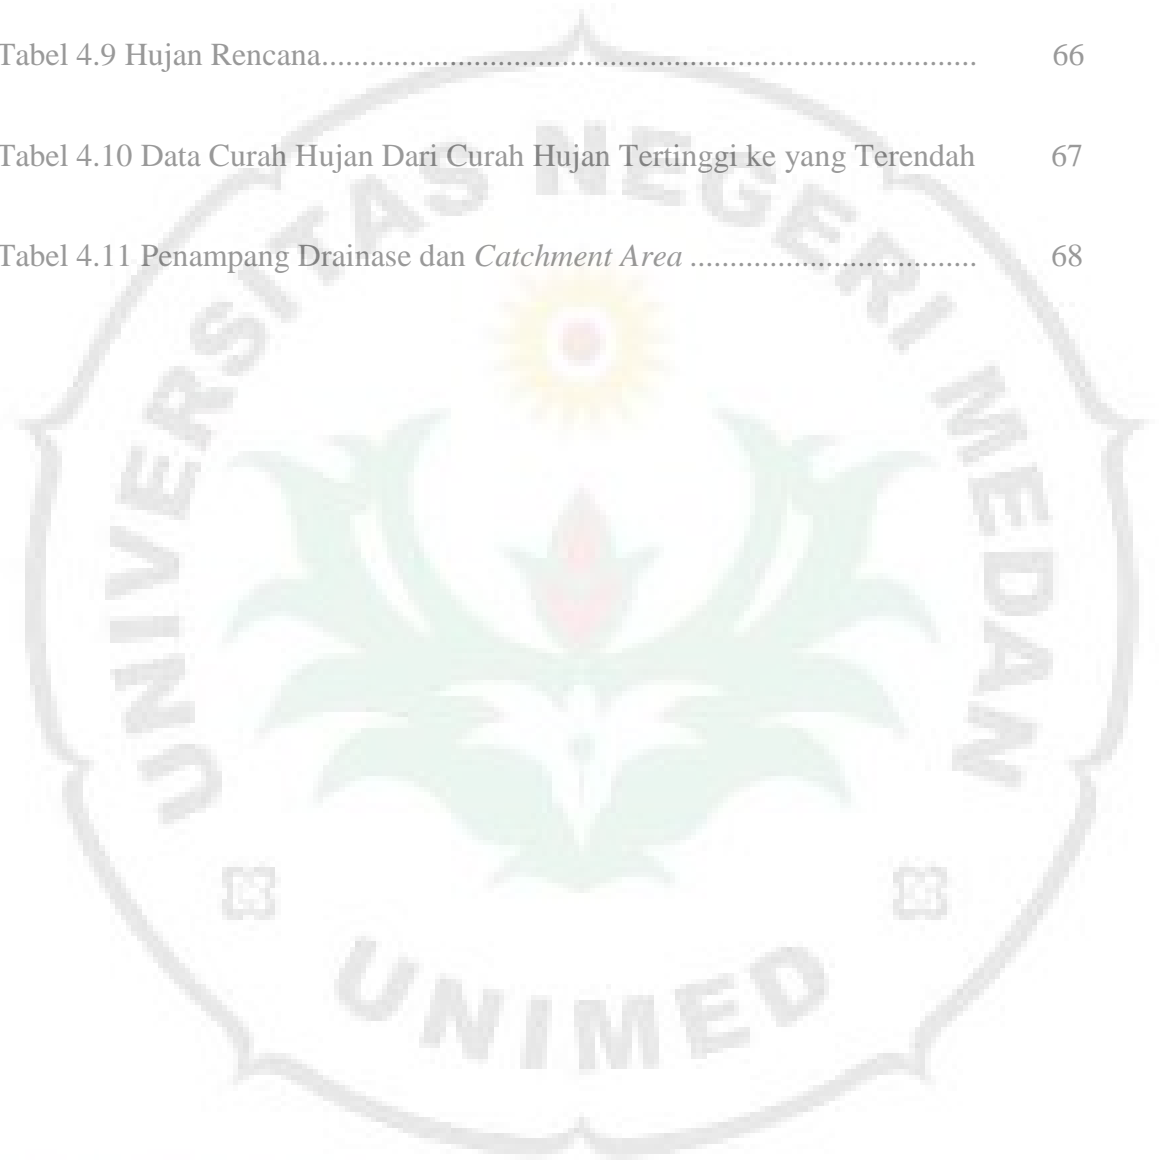 Tabel 4.9 Hujan Rencana.................................................................................. 66
Tabel 4.10 Data Curah Hujan Dari Curah Hujan Tertinggi ke yang Terendah 67
Tabel 4.11 Penampang Drainase dan Catchment Area .................................... 68
UNIVERSITAS NEGERI MEDAN
UNIMED